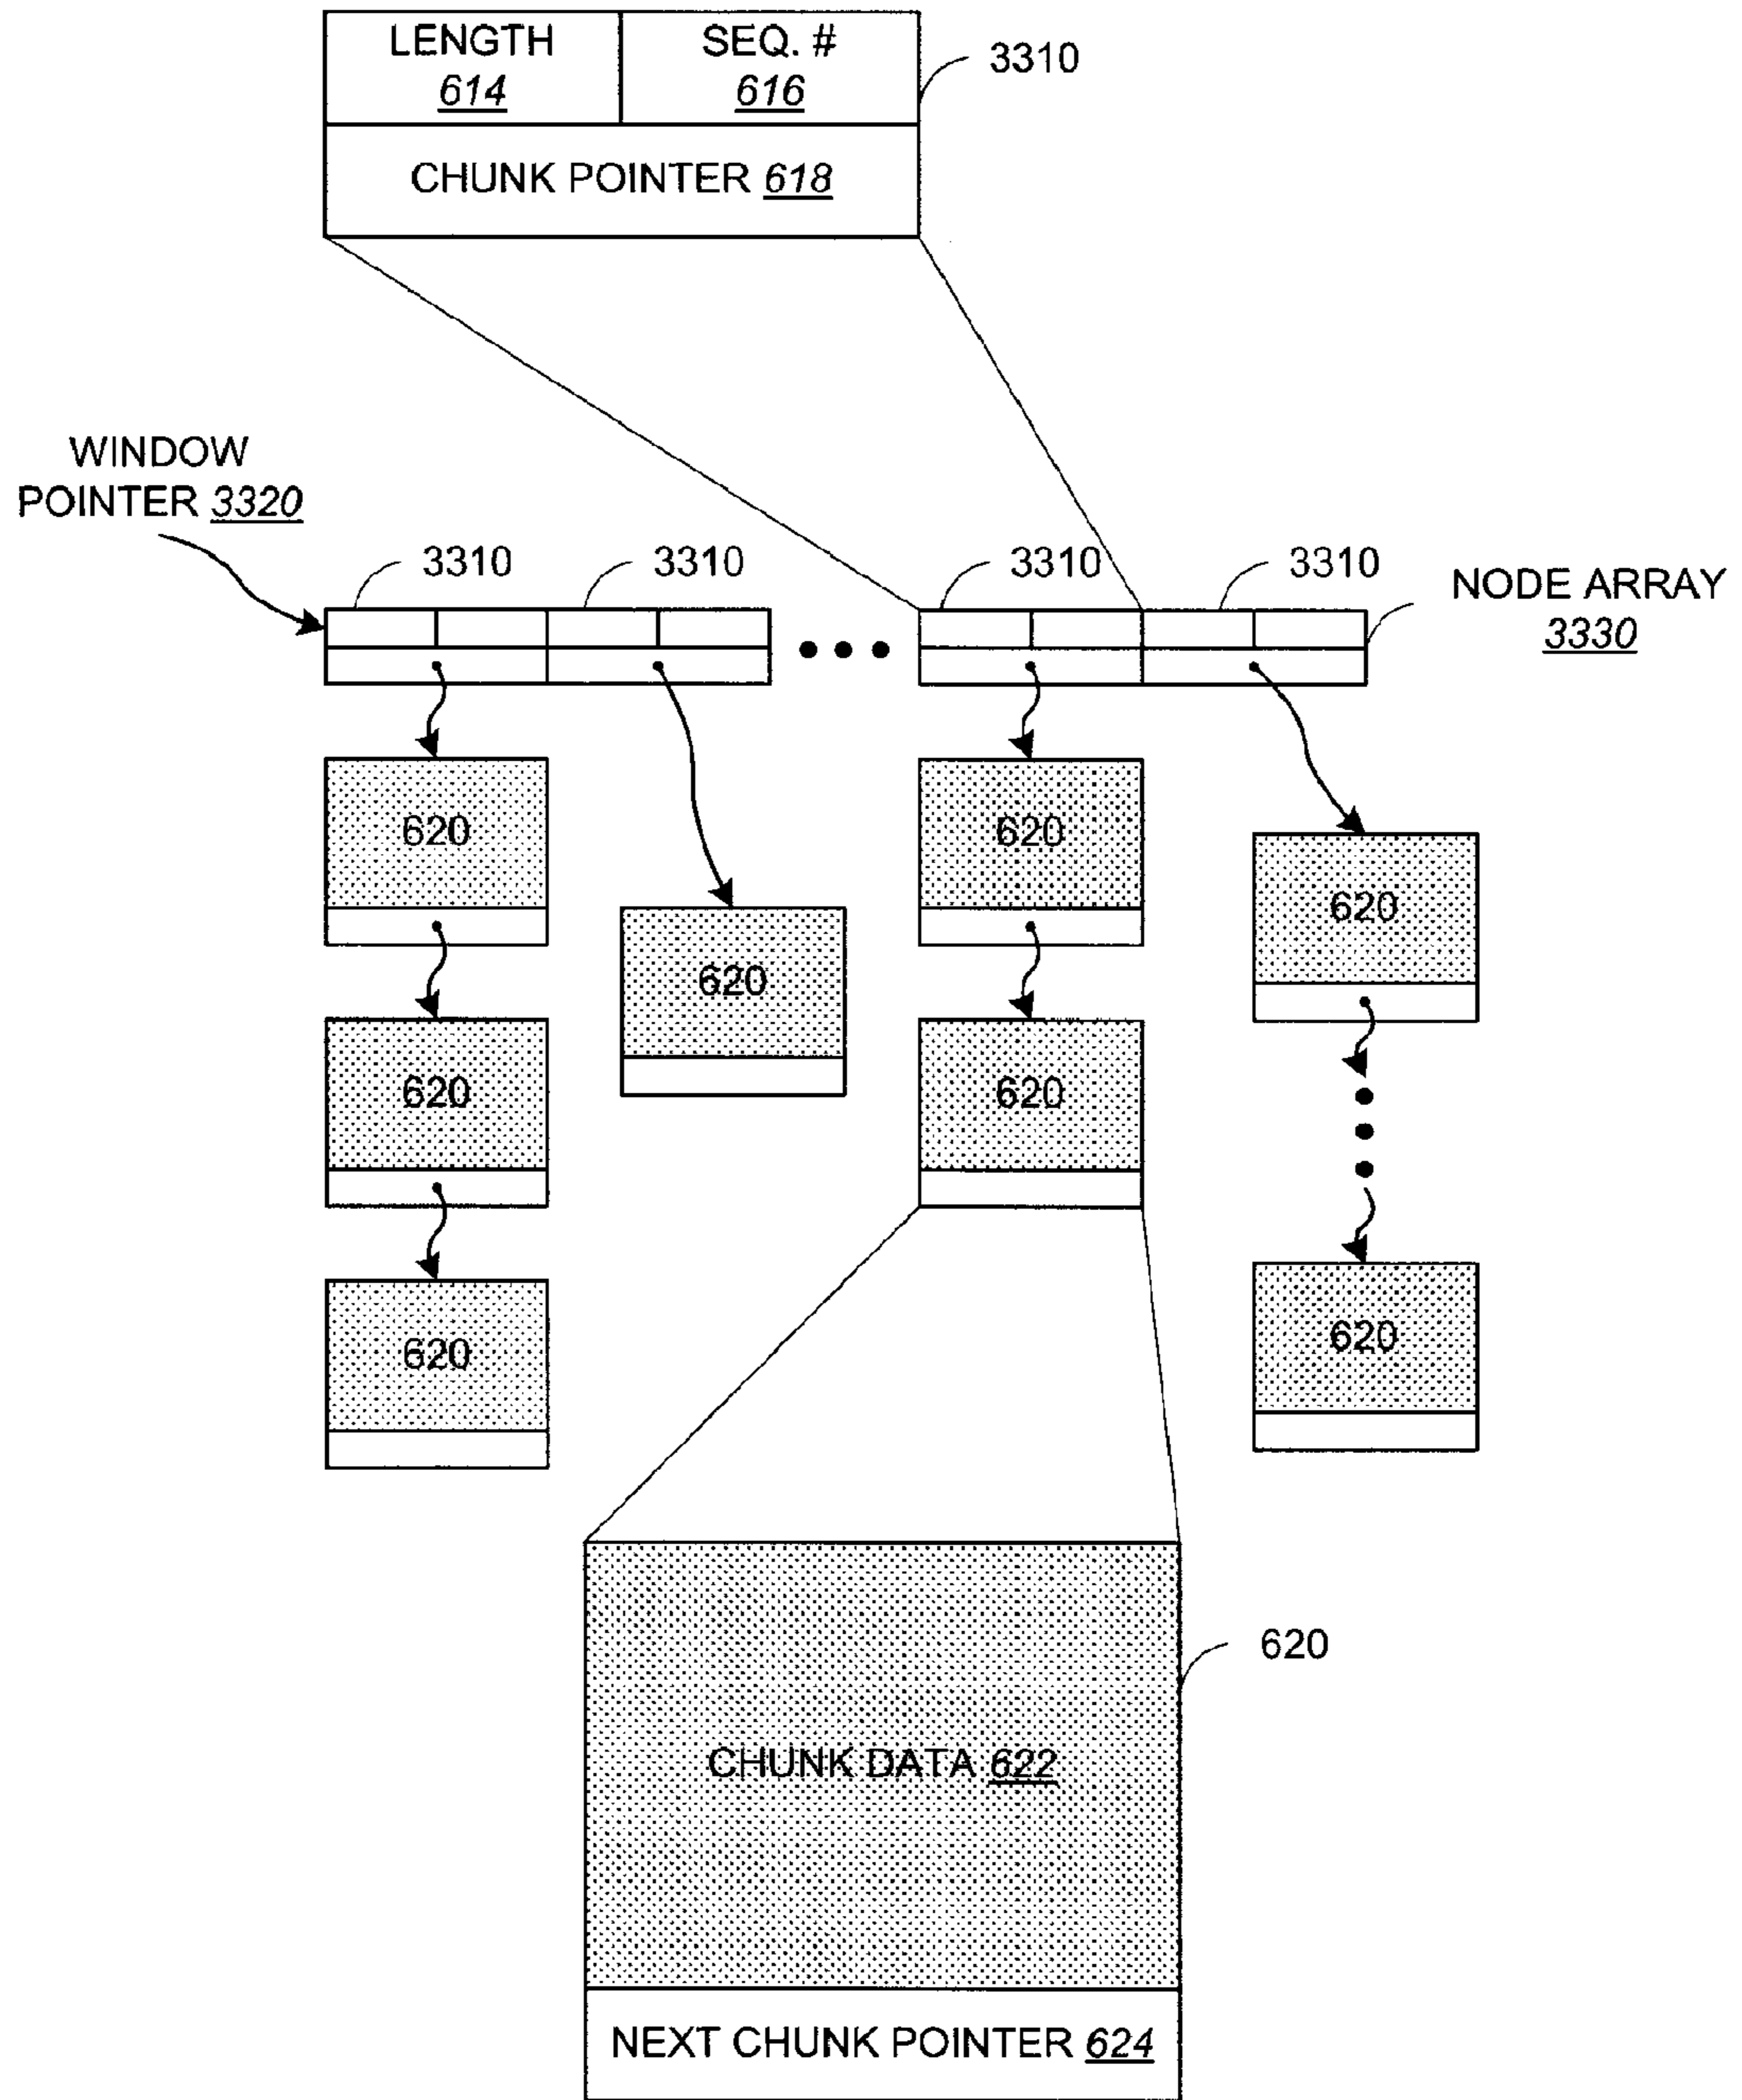 LENGTH
614
SEQ. #
616
3310
CHUNK POINTER 618
WINDOW
POINTER 3320
3310
3310
3310
3310
NODE ARRAY
3330
620
620
620
620
620
620
620
620
620
CHUNK DATA 622
NEXT CHUNK POINTER 624